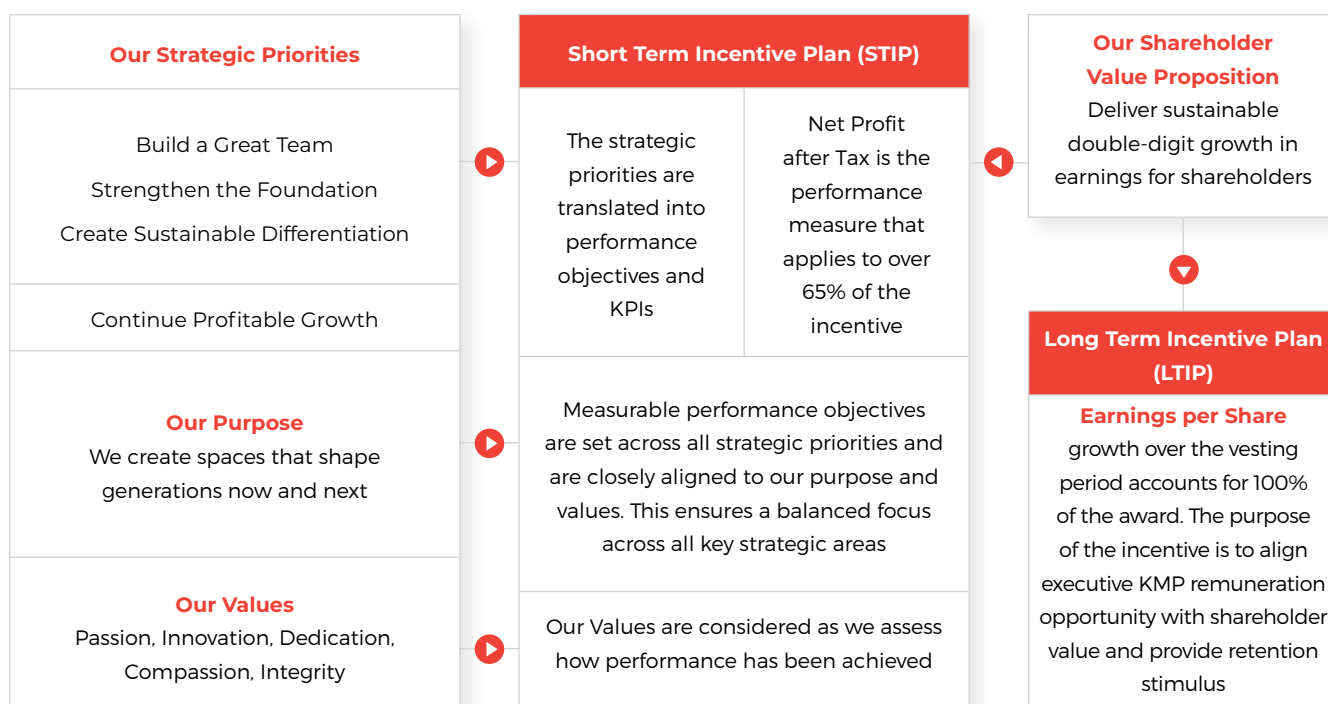 Our Strategic Priorities
Build a Great Team
Strengthen the Foundation
Create Sustainable Differentiation
Continue Profitable Growth
Our Purpose
We create spaces that shape
generations now and next
Our Values
Passion, Innovation, Dedication,
Compassion, Integrity
Short Term Incentive Plan (STIP)
The strategic
priorities are
translated into
performance
objectives and
KPIs
Net Profit
after Tax is the
performance
measure that
applies to over
65% of the
incentive
Measurable performance objectives
are set across all strategic priorities and
are closely aligned to our purpose and
values. This ensures a balanced focus
across all key strategic areas
Our Values are considered as we assess
how performance has been achieved
Our Shareholder
Value Proposition
Deliver sustainable
double-digit growth in
earnings for shareholders
Long Term Incentive Plan
(LTIP)
Earnings per Share
growth over the vesting
period accounts for 100%
of the award. The purpose
of the incentive is to align
executive KMP remuneration
opportunity with shareholder
value and provide retention
stimulus